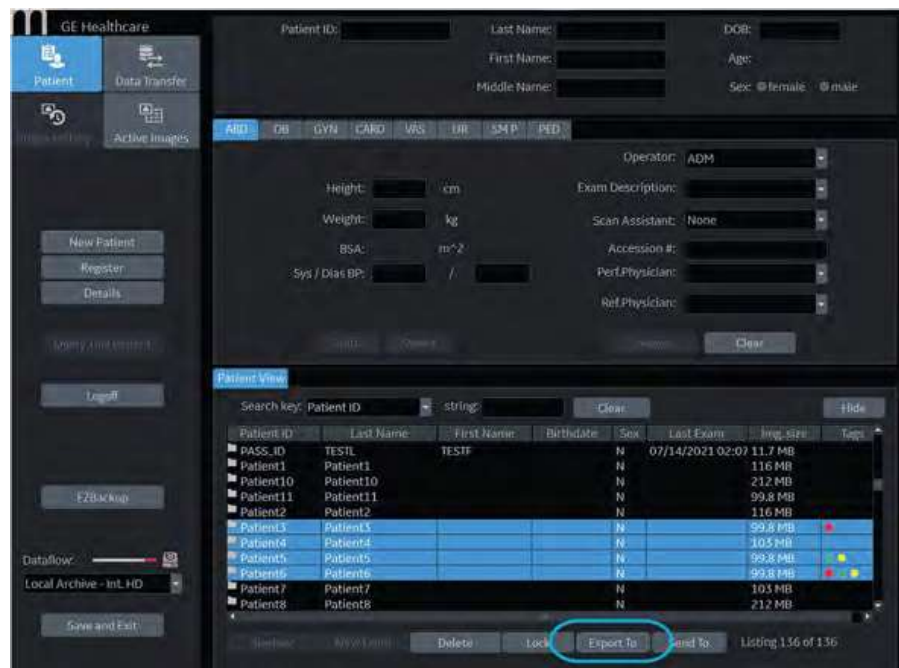 GE Healthcare
Patient
Data Transfer
Active Images
Patient ID:
Last Name:
DOB:
First Name:
Age:
Middle Name:
Sex: female male
ABD OB GYN CARD VAS UR SM P PED
Operator: ADM
Height: cm
Exam Description:
Weight: kg
Scan Assistant: None
BSA: m^2
Accession #:
Sys / Dias BP: /
Perf.Physician:
Ref.Physician:
Clear
New Patient
Register
Details
Logoff
EZBackup
Dataflow:
Local Archive - Int. HD
Save and Exit
Patient View
Search key: Patient ID string: Clear Hide
Patient ID Last Name First Name Birthdate Sex Last Exam Img.size Tags
PASS_ID TESTL TESTF N 07/14/2021 02:07 11.7 MB
Patient1 Patient1 N 116 MB
Patient10 Patient10 N 212 MB
Patient11 Patient11 N 99.8 MB
Patient2 Patient2 N 116 MB
Patient3 Patient3 N 99.8 MB
Patient4 Patient4 N 103 MB
Patient5 Patient5 N 99.8 MB
Patient6 Patient6 N 99.8 MB
Patient7 Patient7 N 103 MB
Patient8 Patient8 N 212 MB
Delete Lock Export To Send To Listing 136 of 136